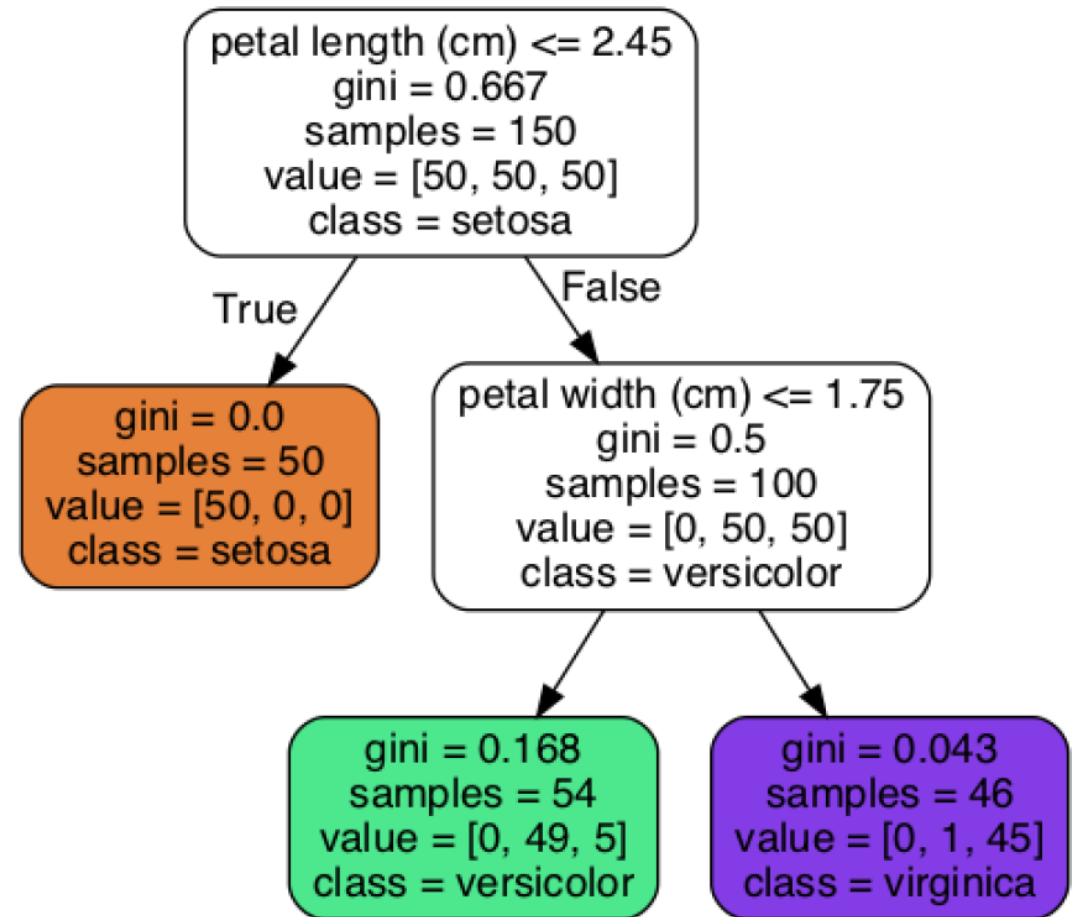 petal length (cm) <= 2.45
gini = 0.667
samples = 150
value = [50, 50, 50]
class = setosa
True
False
gini = 0.0
samples = 50
value = [50, 0, 0]
class = setosa
petal width (cm) <= 1.75
gini = 0.5
samples = 100
value = [0, 50, 50]
class = versicolor
gini = 0.168
samples = 54
value = [0, 49, 5]
class = versicolor
gini = 0.043
samples = 46
value = [0, 1, 45]
class = virginica